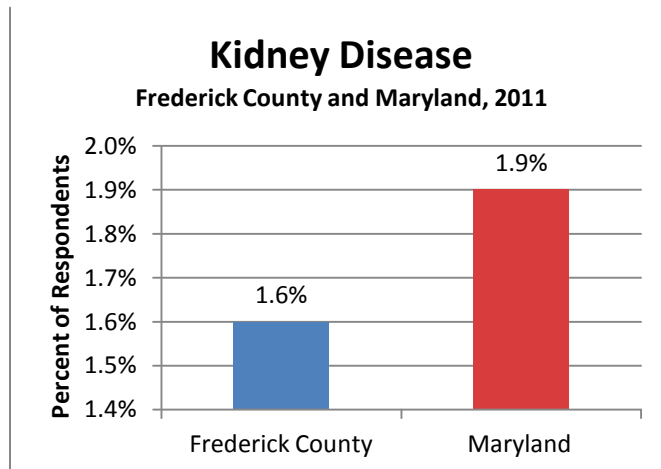 Kidney Disease
Frederick County and Maryland, 2011
Percent of Respondents
2.0%
1.9%
1.8%
1.7%
1.6%
1.5%
1.4%
1.6%
1.9%
Frederick County
Maryland